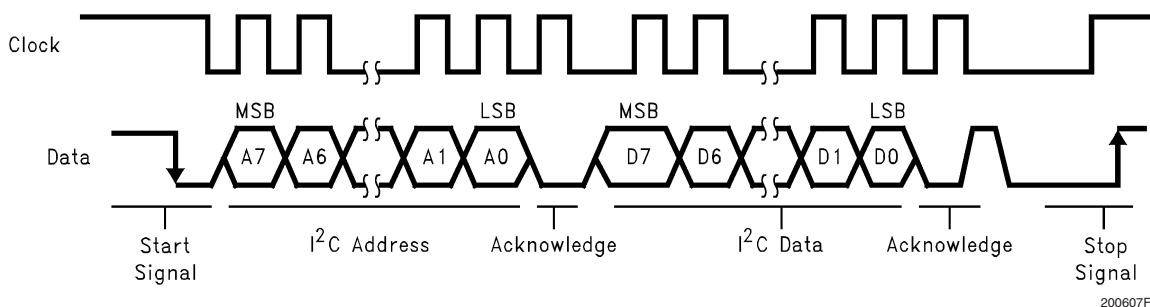 Clock
MSB
LSB
MSB
LSB
Data
A7
A6
A1
A0
D7
D6
D1
D0
Start
Signal
I²C Address
Acknowledge
I²C Data
Acknowledge
Stop
Signal
200607F